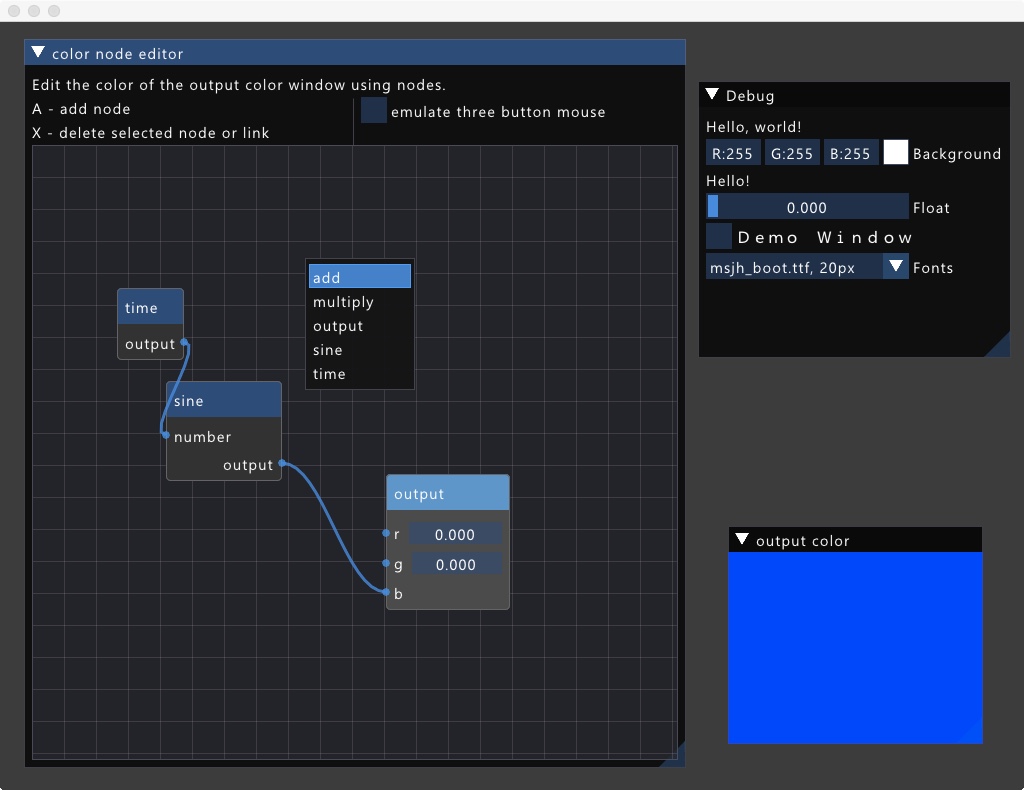 color node editor
Edit the color of the output color window using nodes.
A - add node
X - delete selected node or link
emulate three button mouse
time
output
sine
number
output
add
multiply
output
sine
time
output
r 0.000
g 0.000
b
Debug
Hello, world!
R:255 G:255 B:255 Background
Hello!
0.000 Float
Demo Window
msjh_boot.ttf, 20px Fonts
output color